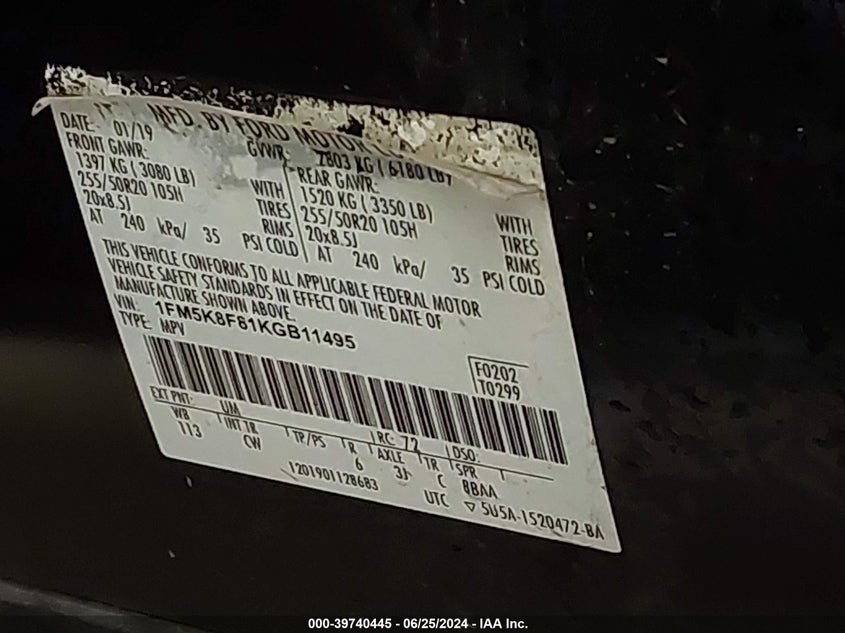 MFD. BY FORD MOTOR
DATE: 01/19 GVWR: 2803 KG ( 6180 LB)
FRONT GAWR: REAR GAWR:
1397 KG ( 3080 LB) WITH 1520 KG ( 3350 LB) WITH
255/50R20 105H TIRES 255/50R20 105H TIRES
20x8.5J RIMS 20x8.5J RIMS
AT 240 kPa/ 35 PSI COLD AT 240 kPa/ 35 PSI COLD
THIS VEHICLE CONFORMS TO ALL APPLICABLE FEDERAL MOTOR
VEHICLE SAFETY STANDARDS IN EFFECT ON THE DATE OF
MANUFACTURE SHOWN ABOVE.
VIN: 1FM5K8F81KGB11495
TYPE: MPV
F0202
T0299
EXT PNT: UM RC: 72 DSO:
WB INT TR TP/PS R AXLE TR SPR
113 CW 6 3J C BBAA
1201901128683 UTC ▽ 5U5A-1520472-BA
000-39740445 - 06/25/2024 - IAA Inc.